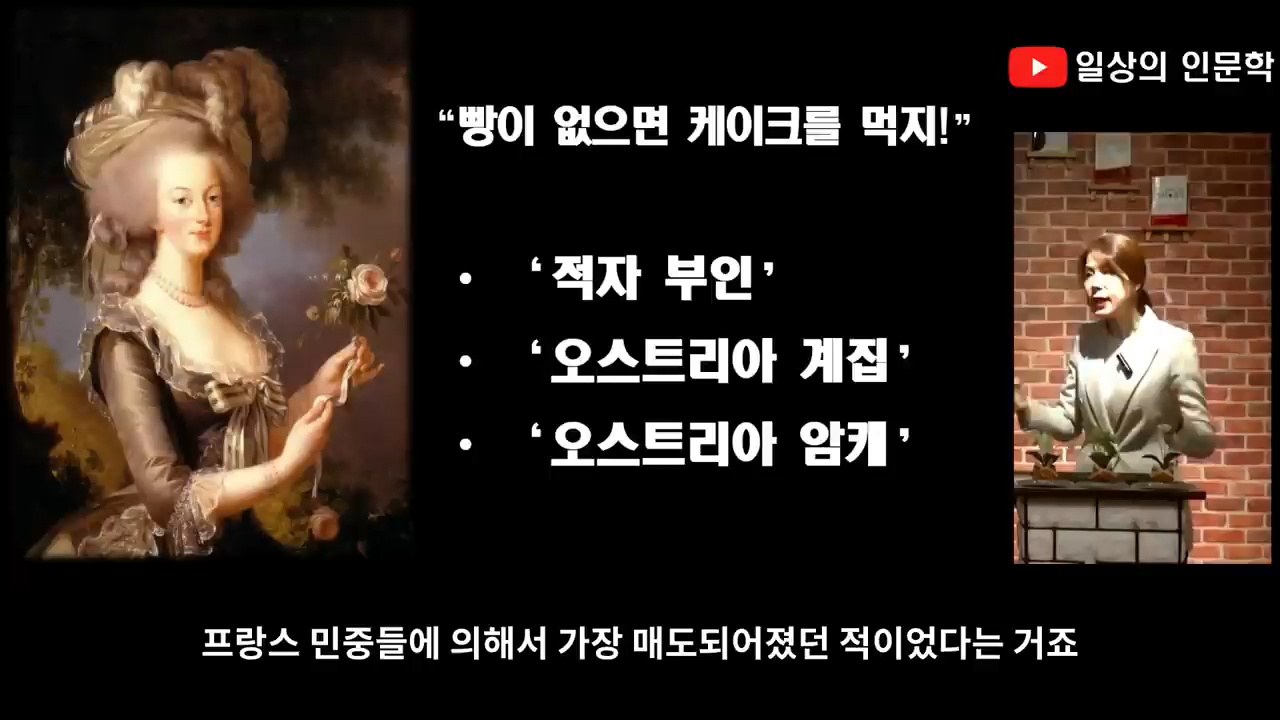 일상의 인문학
“빵이 없으면 케이크를 먹지!”
• ‘적자 부인’
• ‘오스트리아 계집’
• ‘오스트리아 암캐’
프랑스 민중들에 의해서 가장 매도되어졌던 적이었다는 거죠